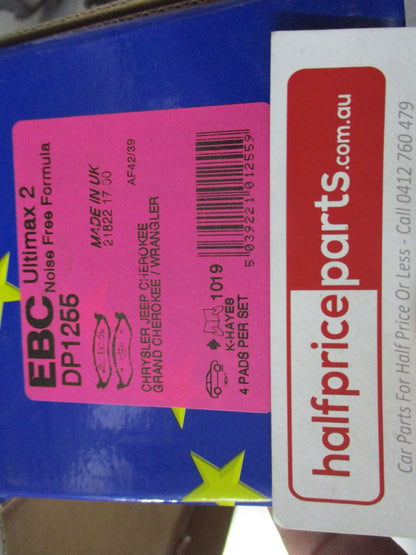 EBC Ultimax 2
Noise Free Formula
DP1255
MADE IN UK
21822 17:00
AF42/39
CHRYSLER JEEP CHEROKEE
GRAND CHEROKEE / WRANGLER
1019
K-HAYES
4 PADS PER SET
5 039221 012559
halfpriceparts.com.au
Car Parts For Half Price Or Less - Call 0412 760 479